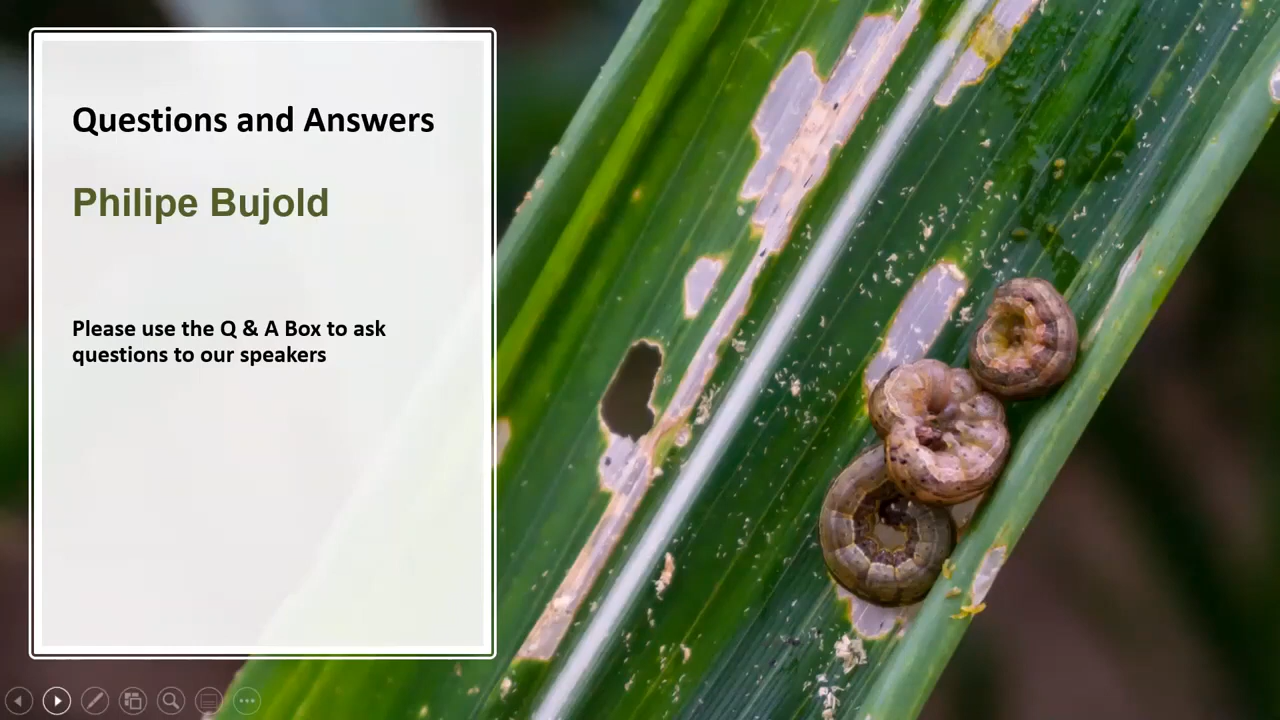 Questions and Answers
Philipe Bujold
Please use the Q & A Box to ask
questions to our speakers